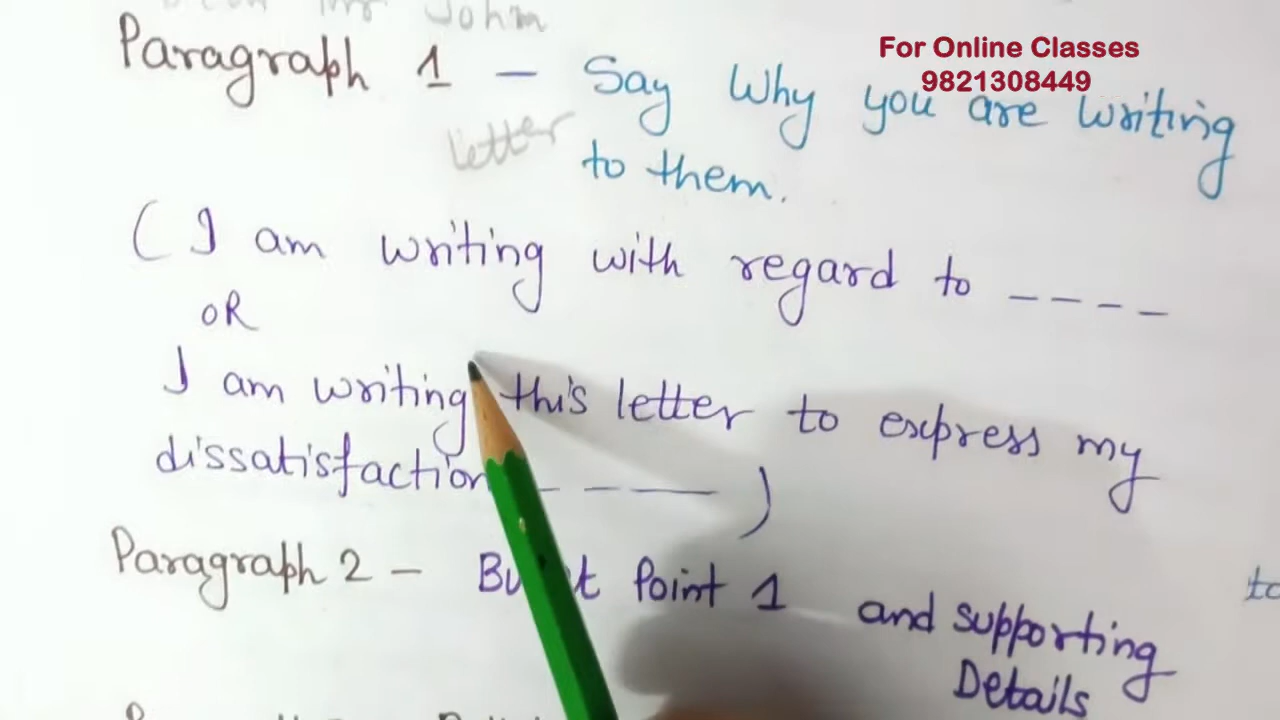 John
For Online Classes
9821308449
Paragraph 1 - Say Why you are writing
letter
to them.
( I am writing with regard to ----
OR
I am writing this letter to express my
dissatisfaction ----)
Paragraph 2 - Point 1 and supporting
Details